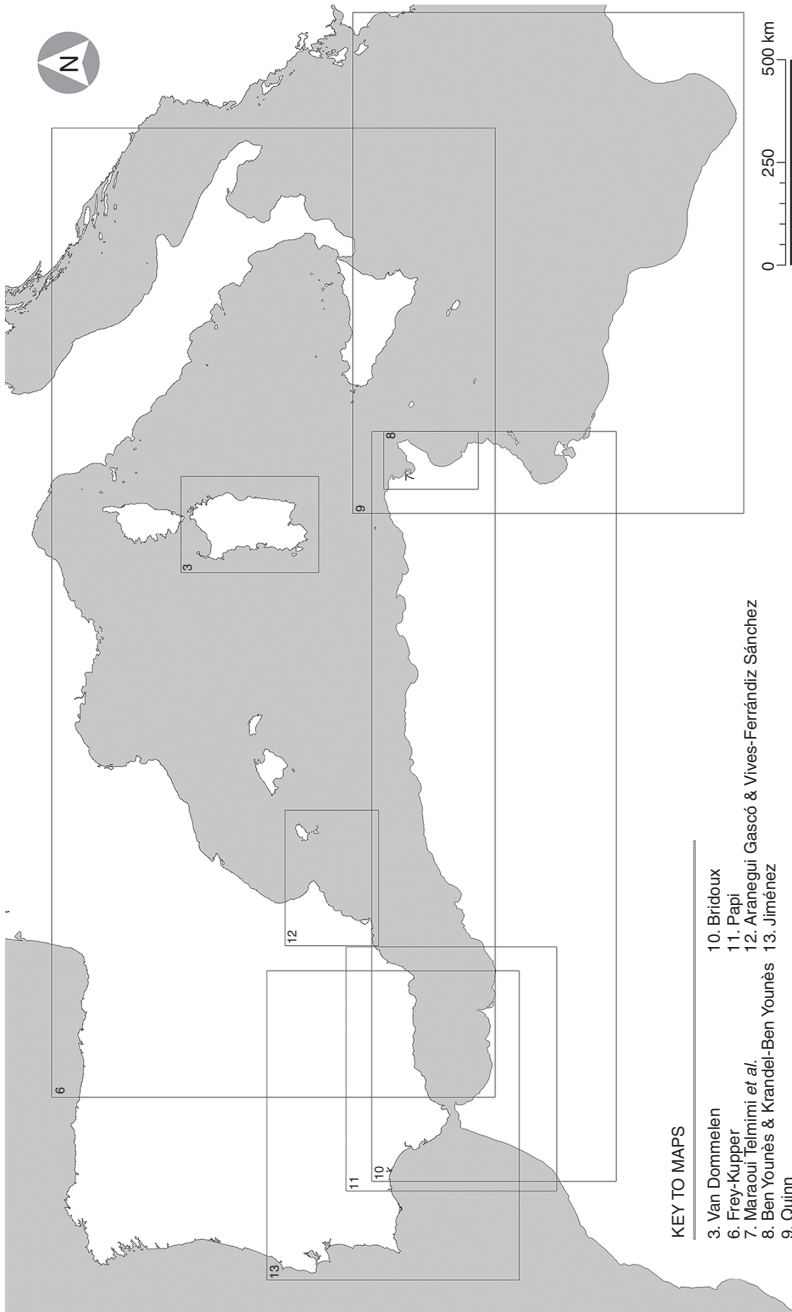 N
6
13
11
10
12
3
9
8
7
0 250 500 km
KEY TO MAPS
3. Van Dommelen
6. Frey-Kupper
7. Maraoui Telmimi et al.
8. Ben Younès & Krandel-Ben Younès
9. Quinn
10. Bridoux
11. Papi
12. Aranegui Gascó & Vives-Ferrándiz Sánchez
13. Jiménez